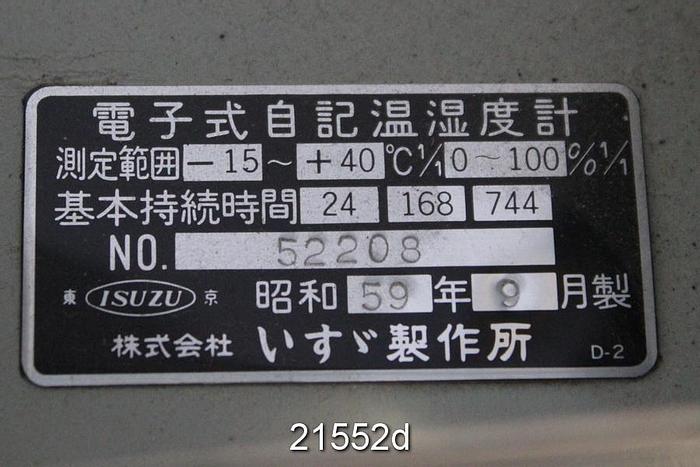 電子式自記温湿度計
測定範囲 −15 ~ +40 ℃ 1/1 0~100 % 1/1
基本持続時間 24 168 744
NO. 52208
東 ISUZU 京 昭和 59 年 9 月製
株式会社 いすゞ製作所 D-2
21552d